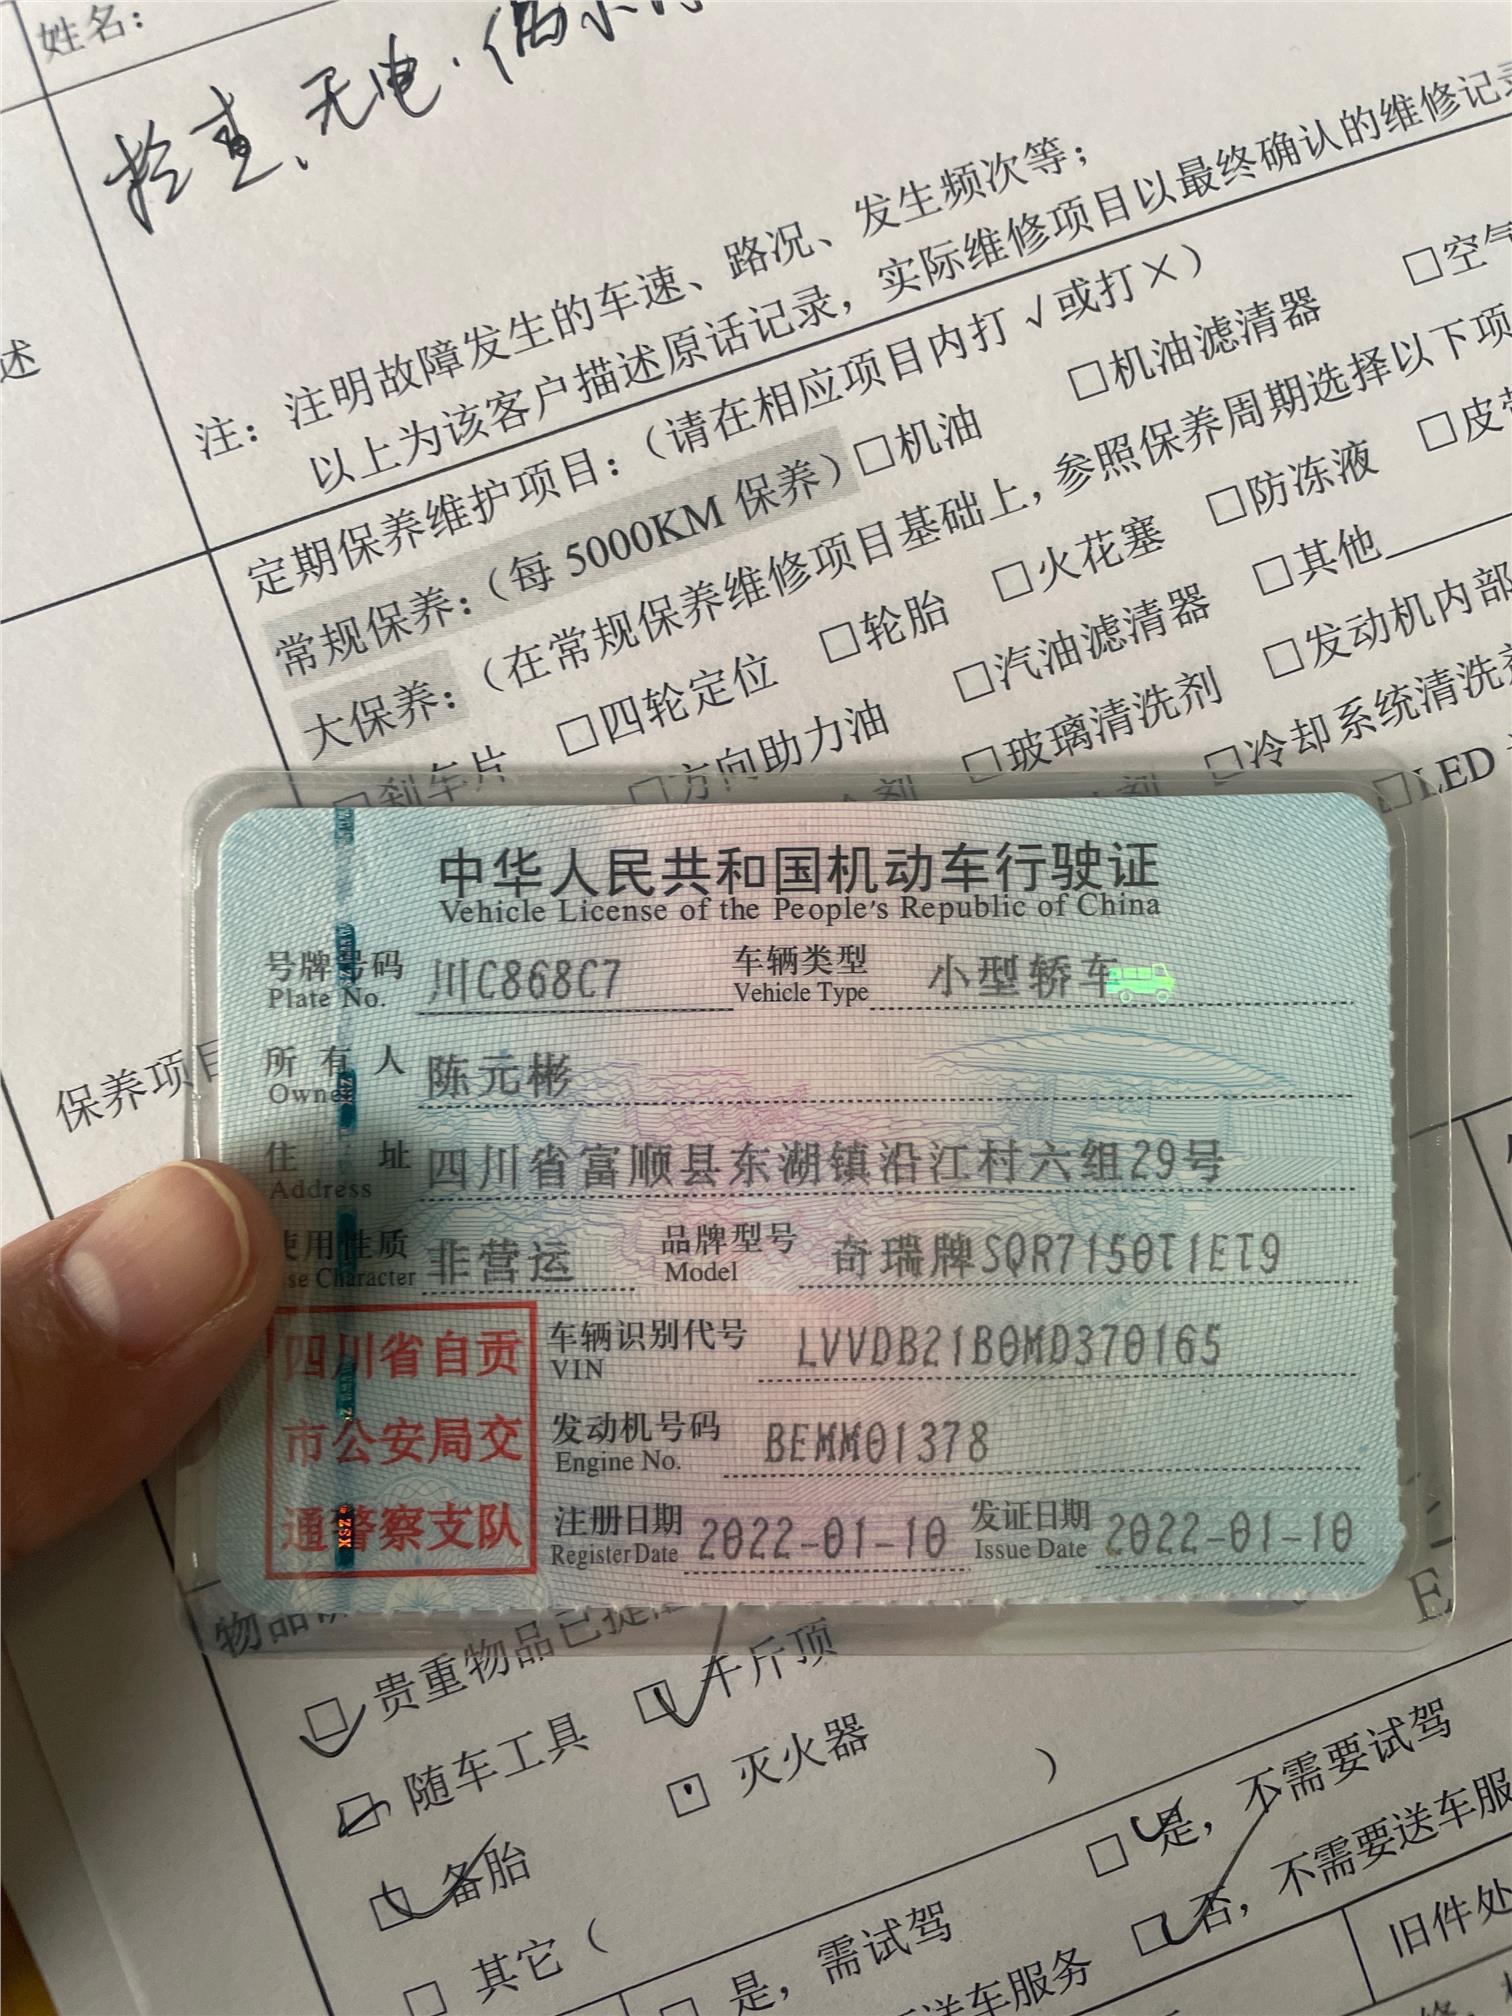 姓名：
检查、无电.偶尔
述
注：注明故障发生的车速、路况、发生频次等；
以上为该客户描述原话记录，实际维修项目以最终确认的维修记录
定期保养维护项目：（请在相应项目内打√或打×）
常规保养：（每5000KM保养）□机油 □机油滤清器 □空气
大保养：（在常规保养维修项目基础上，参照保养周期选择以下项
□刹车片 □四轮定位 □轮胎 □火花塞 □防冻液 □皮带
□方向助力油 □汽油滤清器 □其他
□玻璃清洗剂 □发动机内部
□冷却系统清洗剂
□LED
保养项目
中华人民共和国机动车行驶证
Vehicle License of the People's Republic of China
号牌号码 川C868C7 车辆类型 小型轿车
Plate No. Vehicle Type
所有人 陈元彬
Owner
住址 四川省富顺县东湖镇沿江村六组29号
Address
使用性质 非营运 品牌型号 奇瑞牌SQR7150T1ET9
Use Character Model
四川省自贡
市公安局交
通警察支队
车辆识别代号 LVVDB21B0MD370165
VIN
发动机号码 BEMM01378
Engine No.
注册日期 2022-01-10 发证日期 2022-01-10
Register Date Issue Date
E
物品
□贵重物品已提 □千斤顶
□随车工具 □灭火器
□备胎
□其它（ ）
□是，需试驾 □是，不需要试驾
送车服务 □否，不需要送车服
旧件处